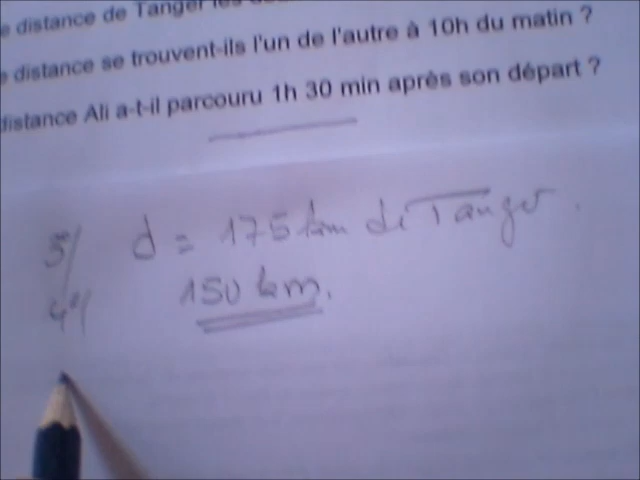 e distance de Tanger les
e distance se trouvent-ils l'un de l'autre à 10h du matin ?
distance Ali a-t-il parcouru 1h 30 min après son départ ?
3/ d = 175 km de Tanger.
4°/ 150 km.